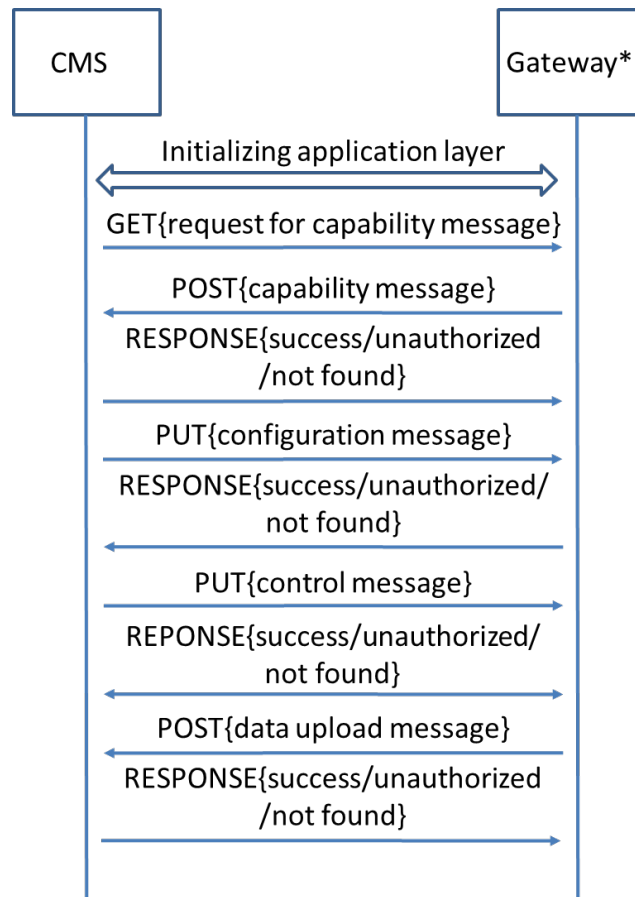 CMS
Gateway*
Initializing application layer
GET{request for capability message}
POST{capability message}
RESPONSE{success/unauthorized
/not found}
PUT{configuration message}
RESPONSE{success/unauthorized/
not found}
PUT{control message}
REPONSE{success/unauthorized/
not found}
POST{data upload message}
RESPONSE{success/unauthorized
/not found}